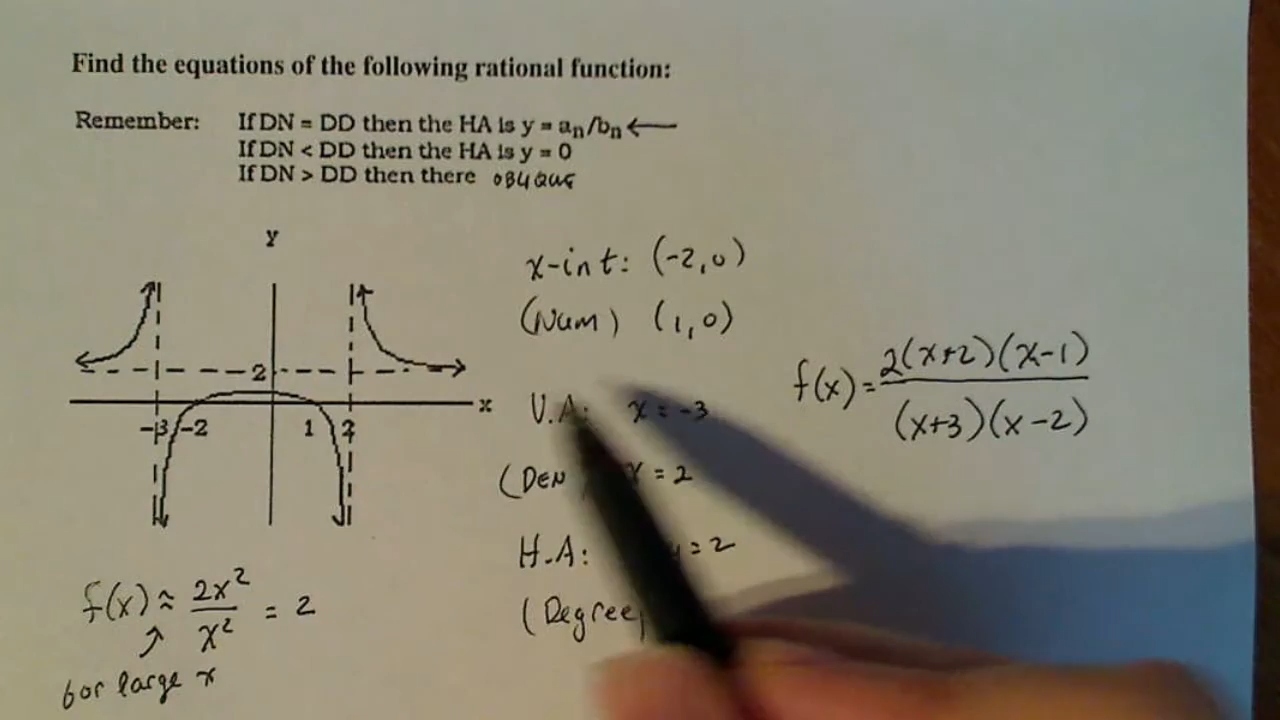 Find the equations of the following rational function:
Remember: If DN = DD then the HA is y = aₙ/bₙ ←
If DN < DD then the HA is y = 0
If DN > DD then there OBLIQUE
Y
2
x
-3 -2 1 2
x-int: (-2,0)
(Num) (1,0)
V.A: x = -3
(DEN x = 2
H.A: y = 2
(Degree)
f(x) = 2(x+2)(x-1)
(x+3)(x-2)
f(x) ≈ 2x² / x² = 2
for large x